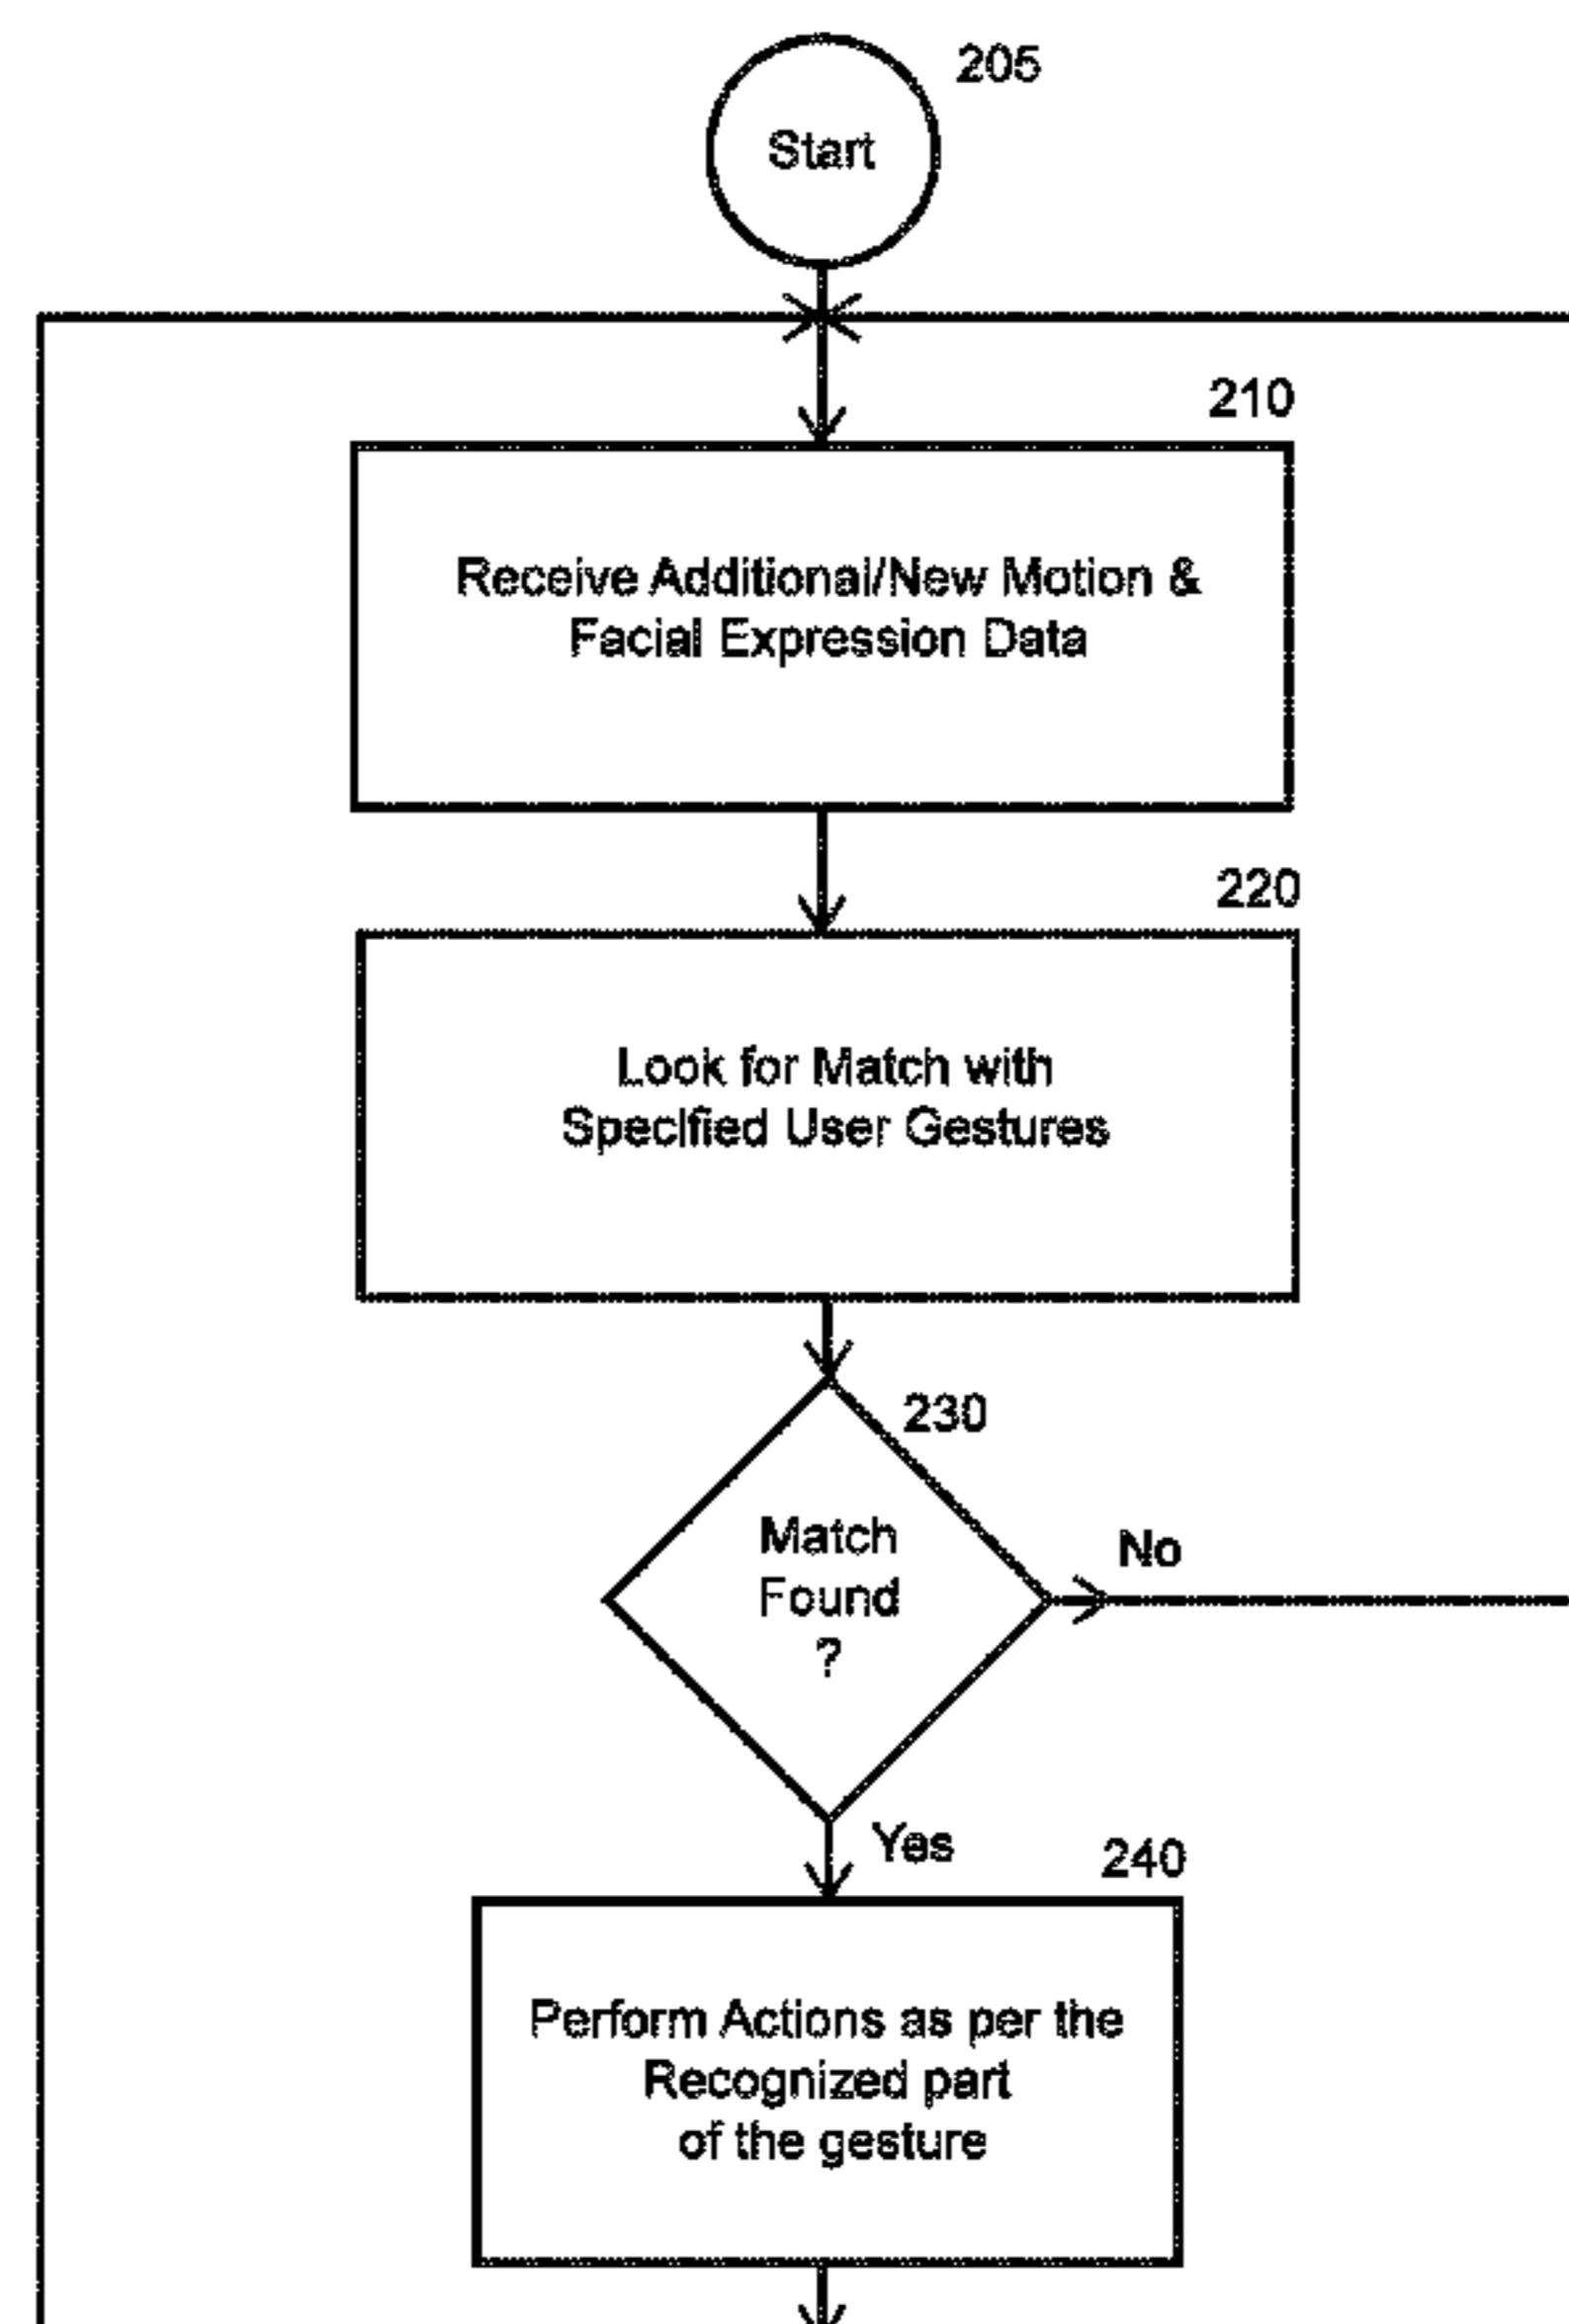 205
Start
210
Receive Additional/New Motion &
Facial Expression Data
220
Look for Match with
Specified User Gestures
230
Match
Found
?
No
Yes
240
Perform Actions as per the
Recognized part
of the gesture